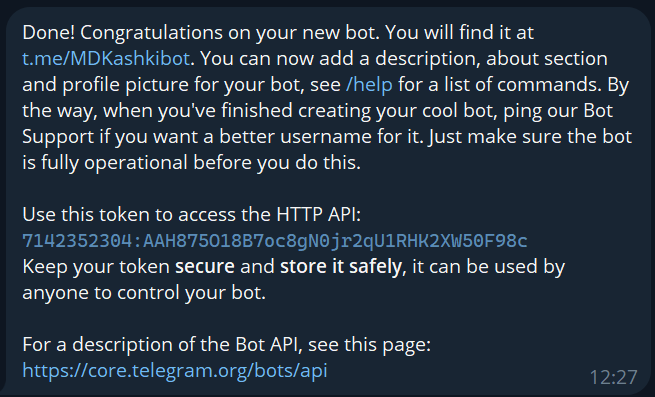 Done! Congratulations on your new bot. You will find it at
t.me/MDKashkibot. You can now add a description, about section
and profile picture for your bot, see /help for a list of commands. By
the way, when you've finished creating your cool bot, ping our Bot
Support if you want a better username for it. Just make sure the bot
is fully operational before you do this.
Use this token to access the HTTP API:
7142352304:AAH875O18B7oc8gN0jr2qU1RHK2XW50F98c
Keep your token secure and store it safely, it can be used by
anyone to control your bot.
For a description of the Bot API, see this page:
https://core.telegram.org/bots/api
12:27